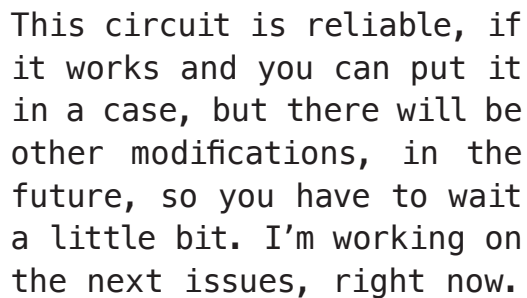 This circuit is reliable, if
it works and you can put it
in a case, but there will be
other modifications, in the
future, so you have to wait
a little bit. I’m working on
the next issues, right now.